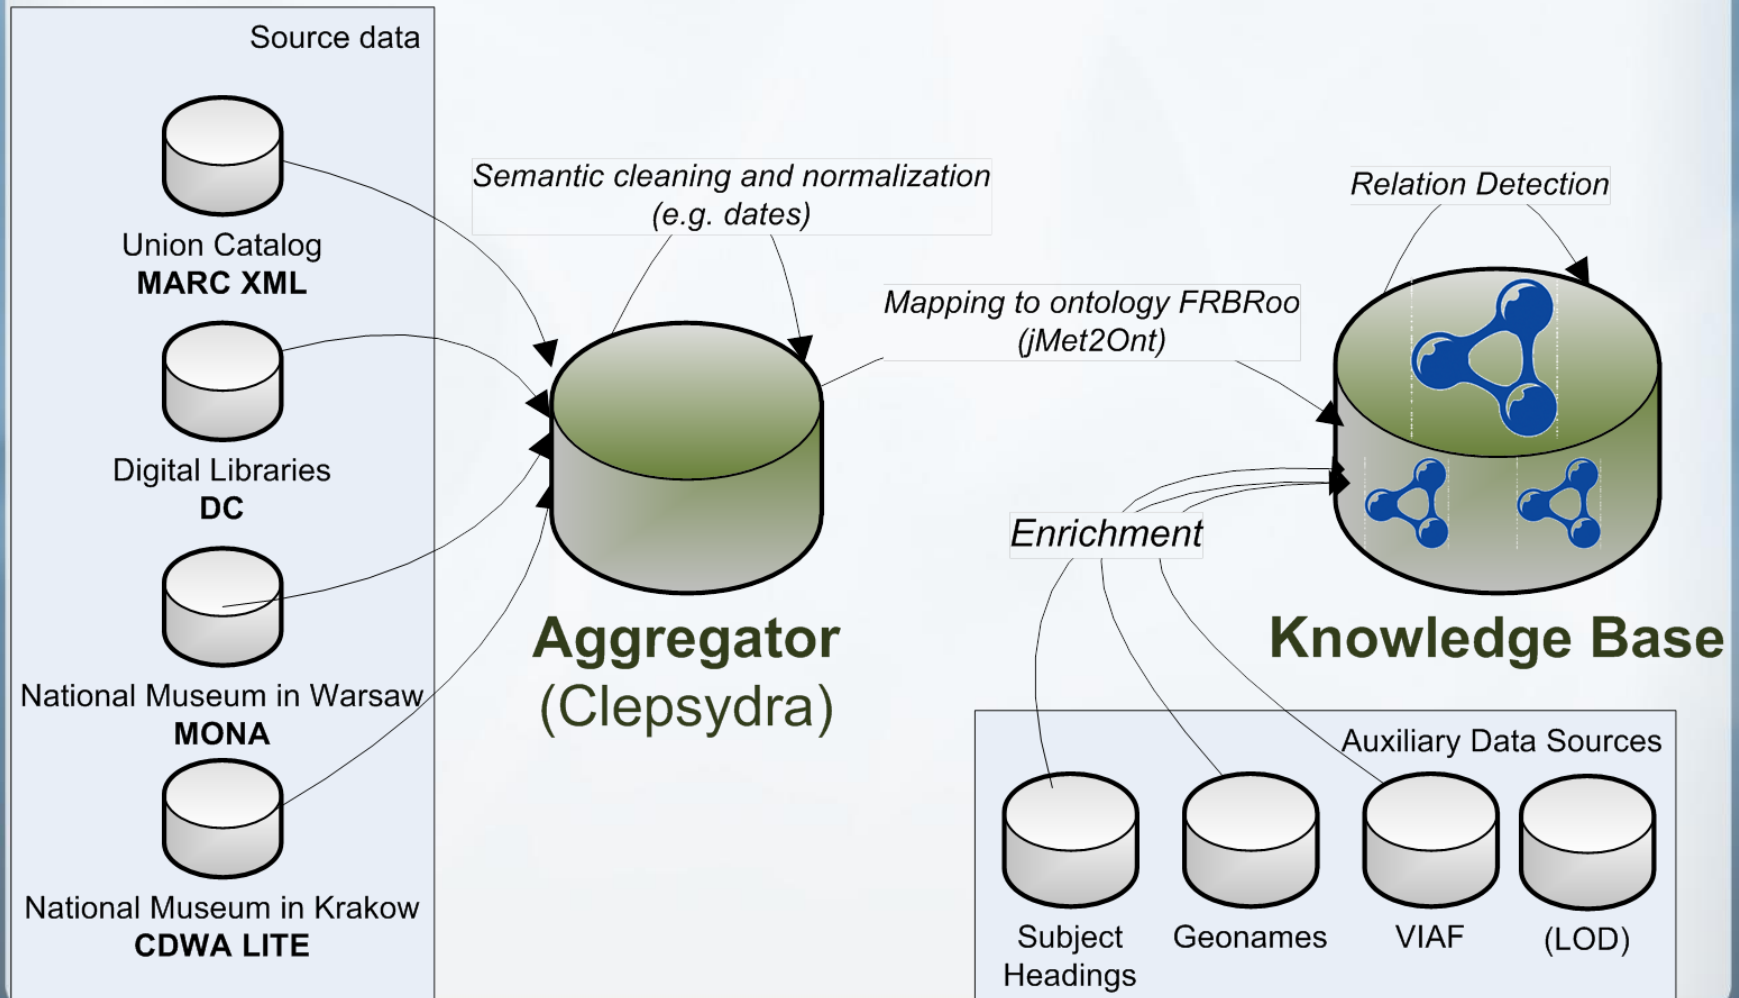 Source data
Union Catalog
MARC XML
Digital Libraries
DC
National Museum in Warsaw
MONA
National Museum in Krakow
CDWA LITE
Semantic cleaning and normalization
(e.g. dates)
Aggregator
(Clepsydra)
Mapping to ontology FRBRoo
(jMet2Ont)
Relation Detection
Enrichment
Knowledge Base
Auxiliary Data Sources
Subject
Headings
Geonames
VIAF
(LOD)